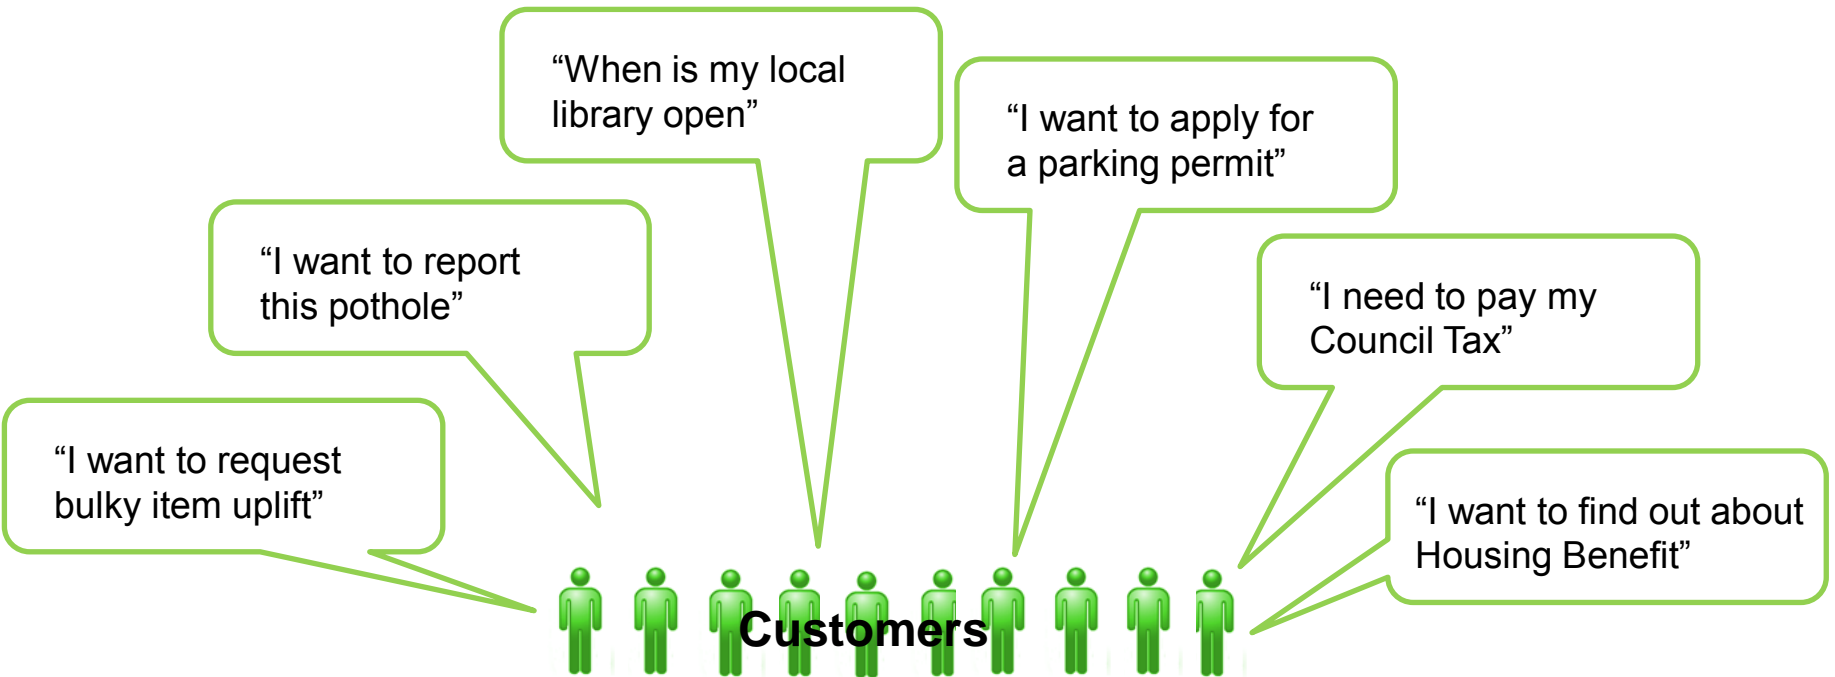 “When is my local
library open”
“I want to apply for
a parking permit”
“I want to report
this pothole”
“I need to pay my
Council Tax”
“I want to request
bulky item uplift”
“I want to find out about
Housing Benefit”
Customers